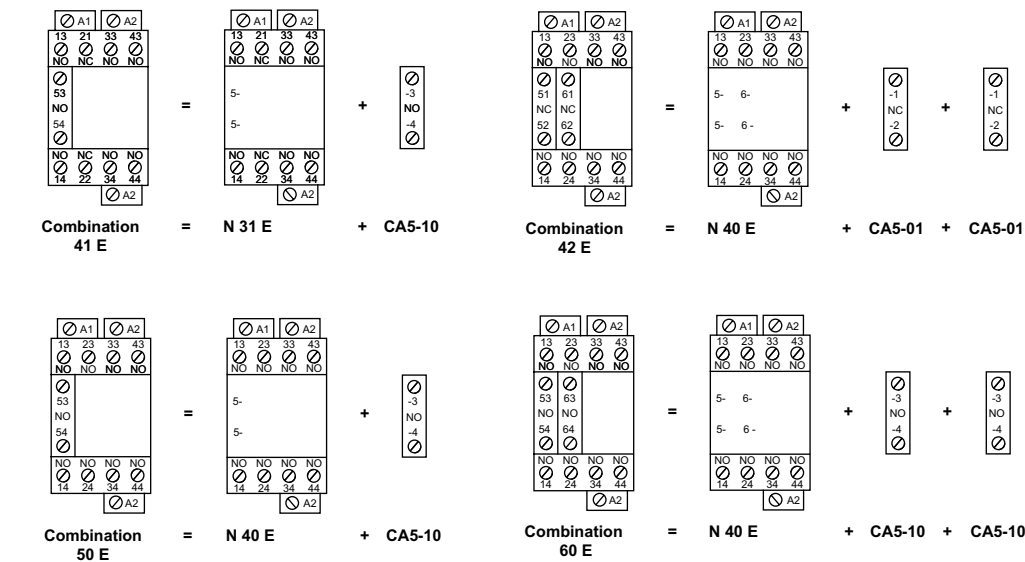 A1 A2
13 21 33 43
NO NC NO NO
53
NO
54
NO NC NO NO
14 22 34 44
A2
=
A1 A2
13 21 33 43
NO NC NO NO
5-
5-
NO NC NO NO
14 22 34 44
A2
+
-3
NO
-4
Combination = N 31 E + CA5-10
41 E
A1 A2
13 23 33 43
NO NO NO NO
51 61
NC NC
52 62
NO NO NO NO
14 24 34 44
A2
=
A1 A2
13 23 33 43
NO NO NO NO
5- 6-
5- 6 -
NO NO NO NO
14 24 34 44
A2
+
-1
NC
-2
+
-1
NC
-2
Combination = N 40 E + CA5-01 + CA5-01
42 E
A1 A2
13 23 33 43
NO NO NO NO
53
NO
54
NO NO NO NO
14 24 34 44
A2
=
A1 A2
13 23 33 43
NO NO NO NO
5-
5-
NO NO NO NO
14 24 34 44
A2
+
-3
NO
-4
Combination = N 40 E + CA5-10
50 E
A1 A2
13 23 33 43
NO NO NO NO
53 63
NO NO
54 64
NO NO NO NO
14 24 34 44
A2
=
A1 A2
13 23 33 43
NO NO NO NO
5- 6-
5- 6 -
NO NO NO NO
14 24 34 44
A2
+
-3
NO
-4
+
-3
NO
-4
Combination = N 40 E + CA5-10 + CA5-10
60 E